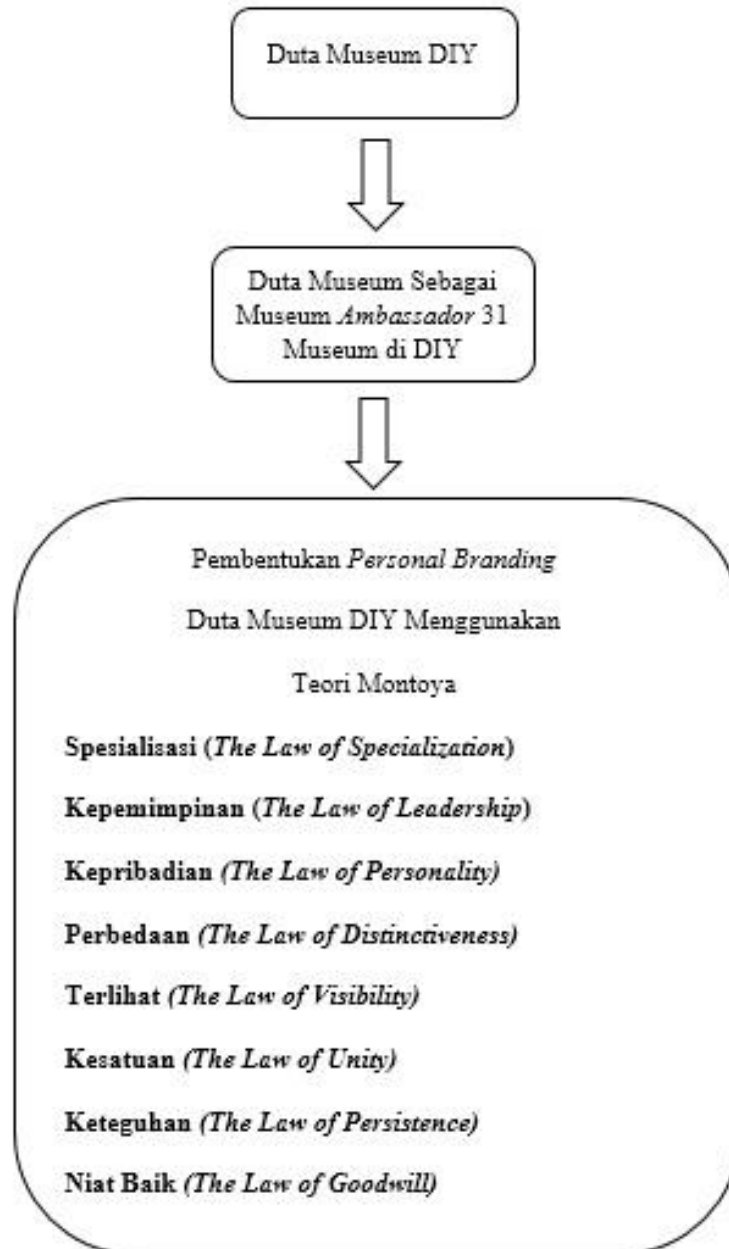 Duta Museum DIY
Duta Museum Sebagai
Museum Ambassador 31
Museum di DIY
Pembentukan Personal Branding
Duta Museum DIY Menggunakan
Teori Montoya
Spesialisasi (The Law of Specialization)
Kepemimpinan (The Law of Leadership)
Kepribadian (The Law of Personality)
Perbedaan (The Law of Distinctiveness)
Terlihat (The Law of Visibility)
Kesatuan (The Law of Unity)
Keteguhan (The Law of Persistence)
Niat Baik (The Law of Goodwill)